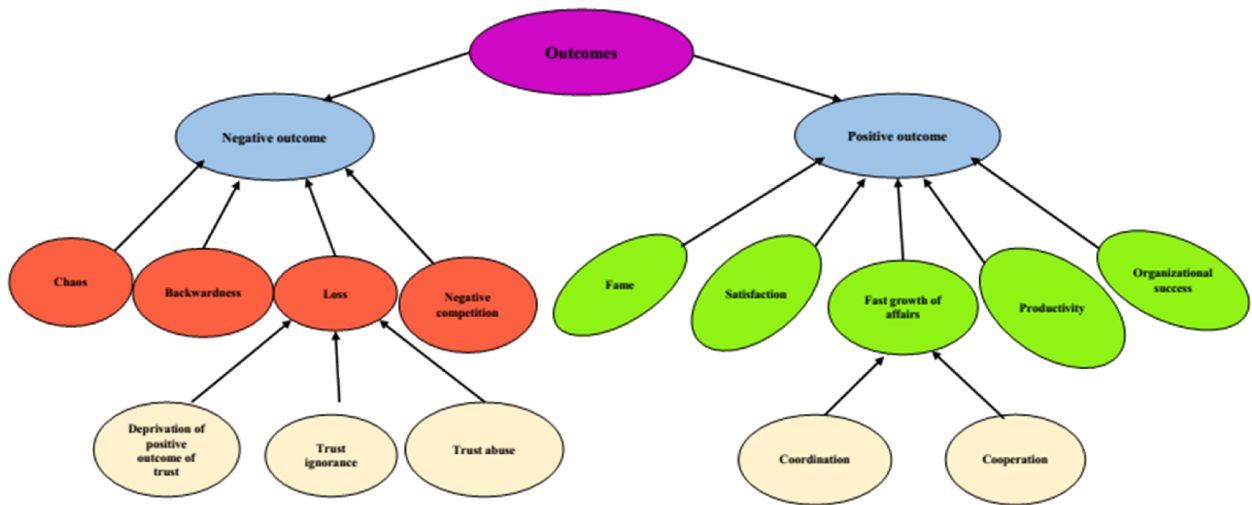 Outcomes
Negative outcome
Positive outcome
Chaos
Backwardness
Loss
Negative
competition
Fame
Satisfaction
Fast growth of
affairs
Productivity
Organizational
success
Deprivation of
positive
outcome of
trust
Trust
ignorance
Trust abuse
Coordination
Cooperation